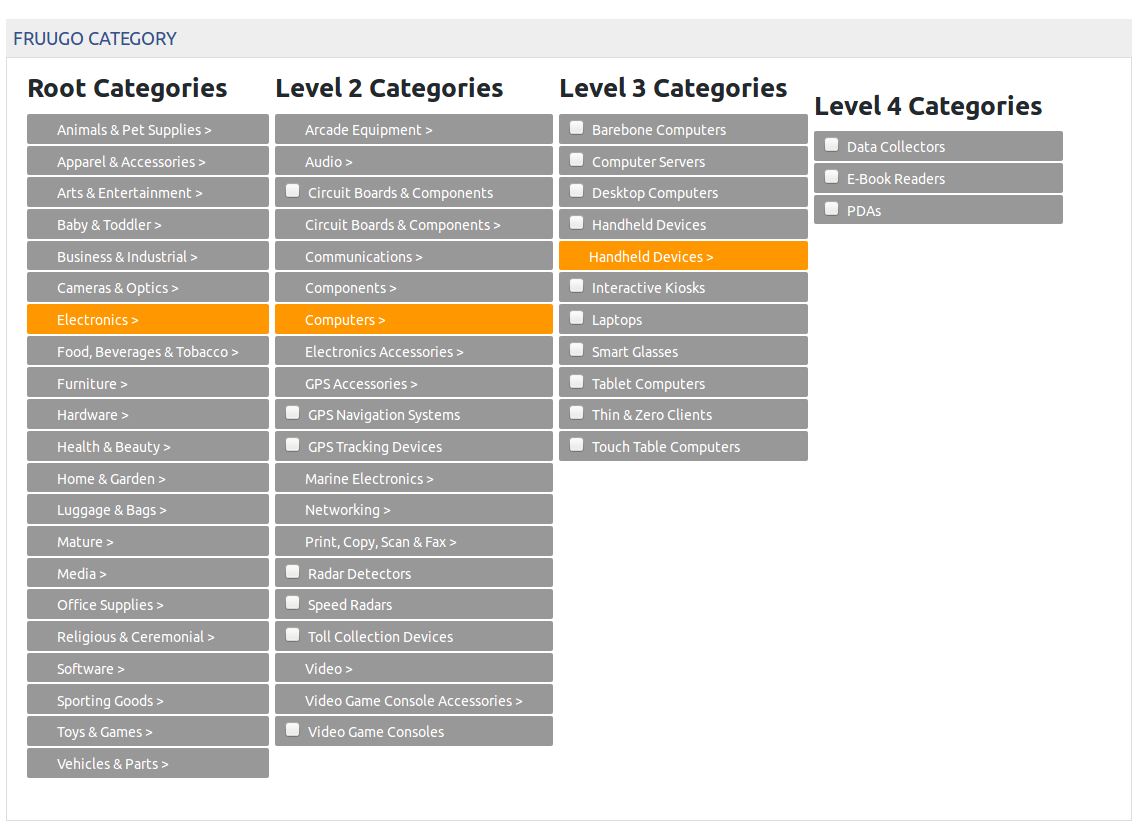 FRUUGO CATEGORY
Root Categories
Animals & Pet Supplies >
Apparel & Accessories >
Arts & Entertainment >
Baby & Toddler >
Business & Industrial >
Cameras & Optics >
Electronics >
Food, Beverages & Tobacco >
Furniture >
Hardware >
Health & Beauty >
Home & Garden >
Luggage & Bags >
Mature >
Media >
Office Supplies >
Religious & Ceremonial >
Software >
Sporting Goods >
Toys & Games >
Vehicles & Parts >
Level 2 Categories
Arcade Equipment >
Audio >
Circuit Boards & Components
Circuit Boards & Components >
Communications >
Components >
Computers >
Electronics Accessories >
GPS Accessories >
GPS Navigation Systems
GPS Tracking Devices
Marine Electronics >
Networking >
Print, Copy, Scan & Fax >
Radar Detectors
Speed Radars
Toll Collection Devices
Video >
Video Game Console Accessories >
Video Game Consoles
Level 3 Categories
Barebone Computers
Computer Servers
Desktop Computers
Handheld Devices
Handheld Devices >
Interactive Kiosks
Laptops
Smart Glasses
Tablet Computers
Thin & Zero Clients
Touch Table Computers
Level 4 Categories
Data Collectors
E-Book Readers
PDAs